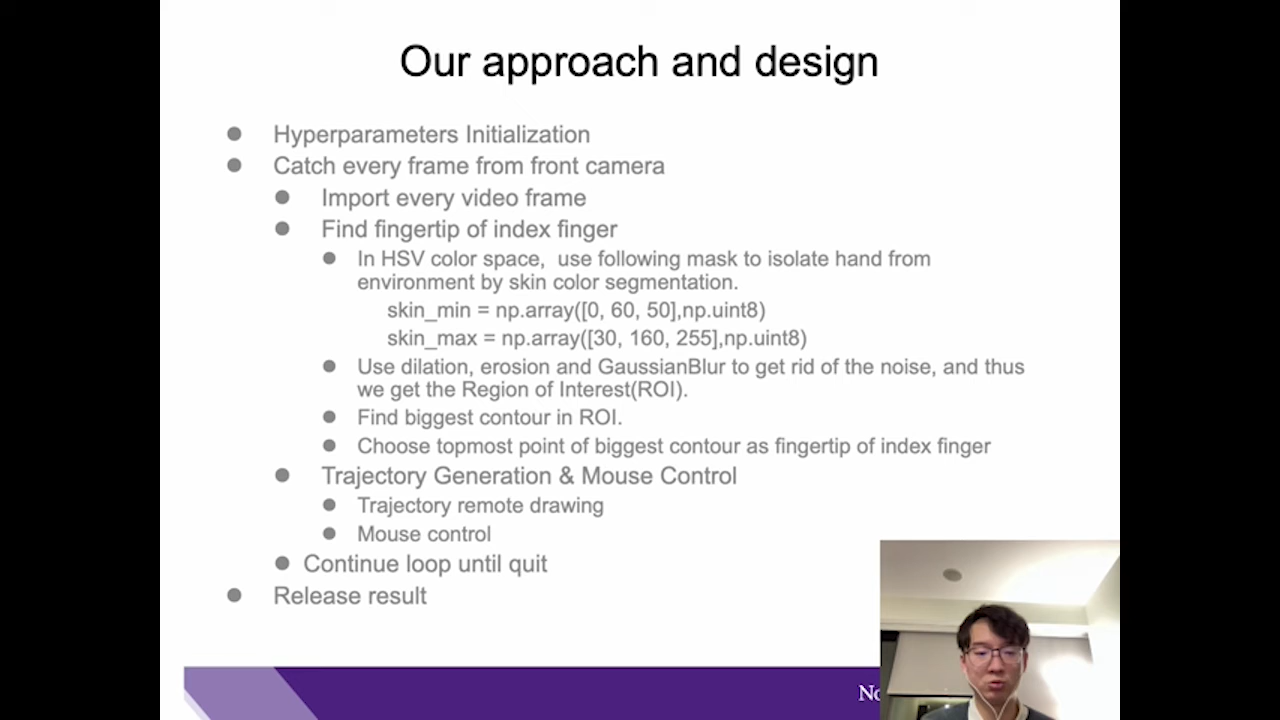 Our approach and design
Hyperparameters Initialization
Catch every frame from front camera
Import every video frame
Find fingertip of index finger
In HSV color space, use following mask to isolate hand from
environment by skin color segmentation.
skin_min = np.array([0, 60, 50],np.uint8)
skin_max = np.array([30, 160, 255],np.uint8)
Use dilation, erosion and GaussianBlur to get rid of the noise, and thus
we get the Region of Interest(ROI).
Find biggest contour in ROI.
Choose topmost point of biggest contour as fingertip of index finger
Trajectory Generation & Mouse Control
Trajectory remote drawing
Mouse control
Continue loop until quit
Release result